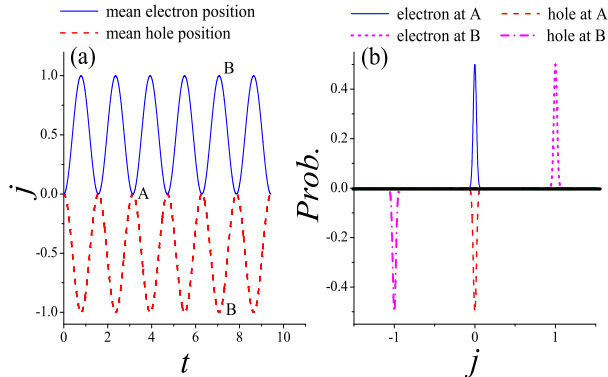 mean electron position
mean hole position
(a)
B
A
B
1.0
0.5
0.0
-0.5
-1.0
j
0 2 4 6 8 10
t
electron at A hole at A
electron at B hole at B
(b)
0.4
0.2
0.0
-0.2
-0.4
Prob.
-1 0 1
j